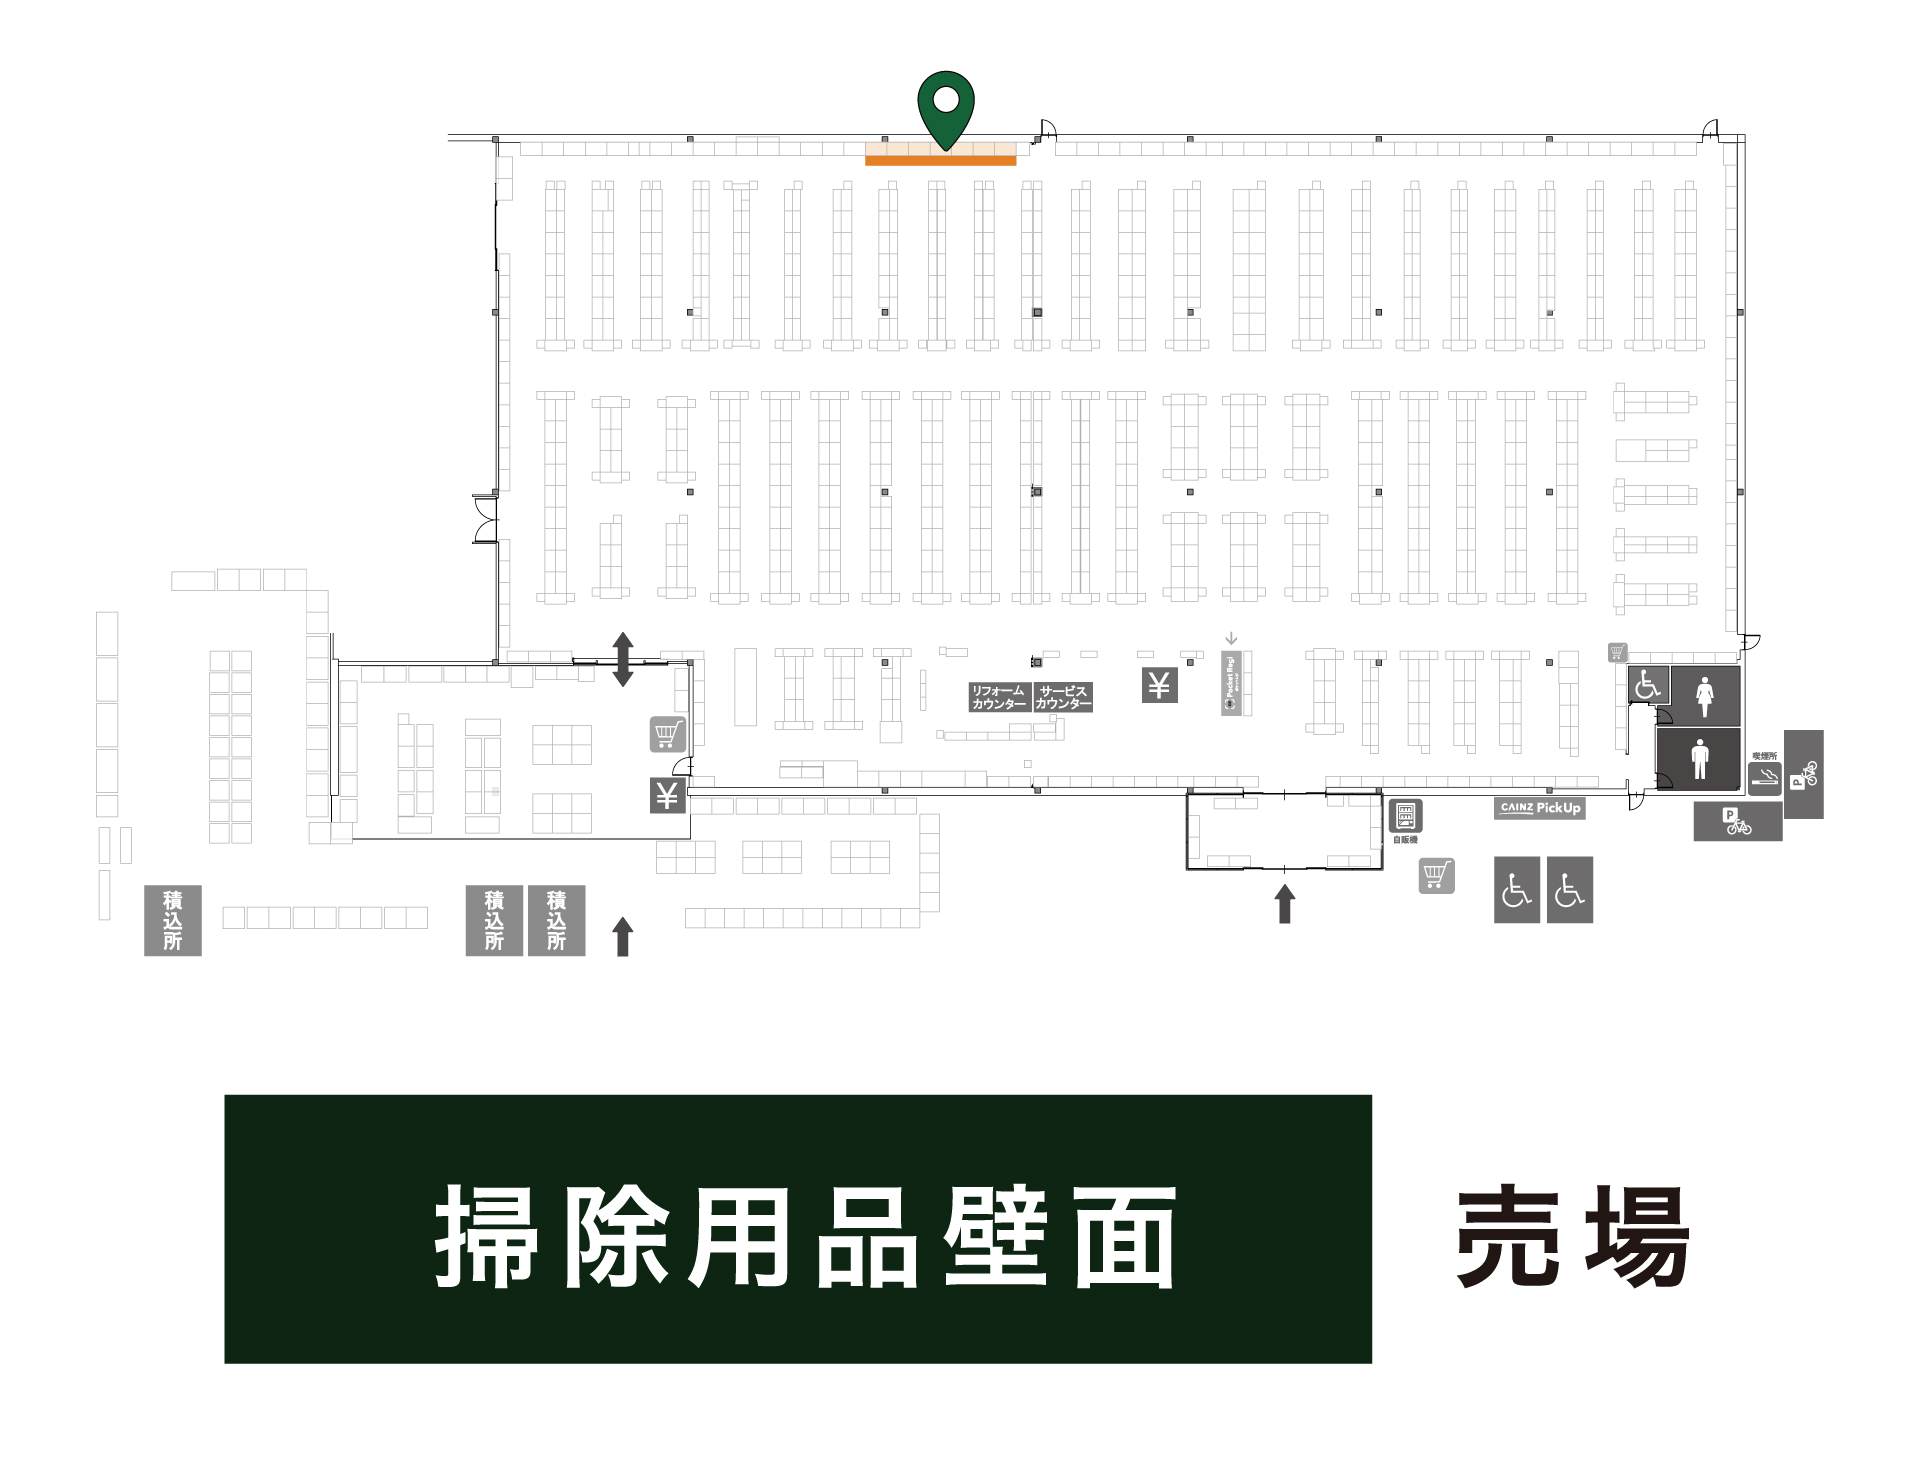 リフォーム
カウンター
サービス
カウンター
¥
Pocket Regi
¥
喫煙所
P
P
CAINZ PickUp
自販機
積込所
積込所
積込所
掃除用品壁面
売場